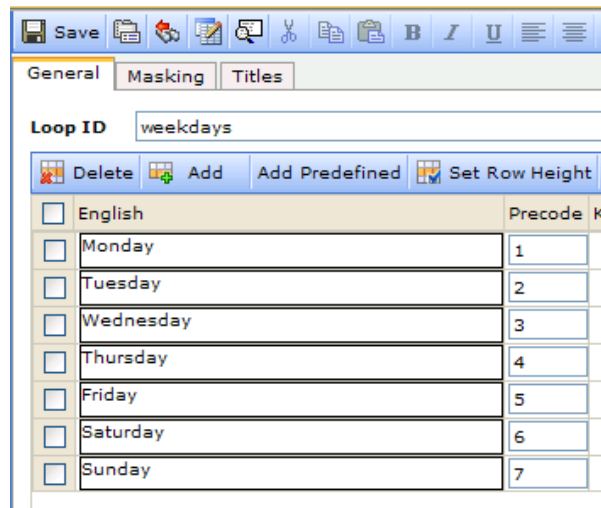 Save B I U
General Masking Titles
Loop ID weekdays
Delete Add Add Predefined Set Row Height
English Precode K
Monday 1
Tuesday 2
Wednesday 3
Thursday 4
Friday 5
Saturday 6
Sunday 7